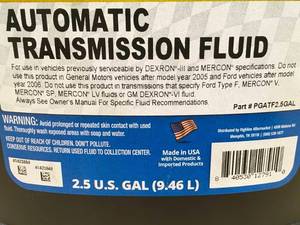 AUTOMATIC
TRANSMISSION FLUID
For use in vehicles previously serviceable by DEXRON®-III and MERCON® specifications. Do not
use this product in General Motors vehicles after model year 2005 and Ford vehicles after model
year 2006. Do not use this product in transmissions that specify Ford Type F, MERCON® V,
MERCON® SP, MERCON® LV fluids or GM DEXRON®-VI fluid
Always See Owner's Manual For Specific Fluid Recommendations.
Part # PGATF2.5GAL
WARNING: Avoid prolonged or repeated skin contact with used
fluid. Thoroughly wash exposed areas with soap and water.
KEEP OUT OF REACH OF CHILDREN. DON'T POLLUTE.
CONSERVE RESOURCES. RETURN USED FLUID TO COLLECTION CENTER.
Made in USA
with Domestic &
Imported Products
2.5 U.S. GAL (9.46 L)